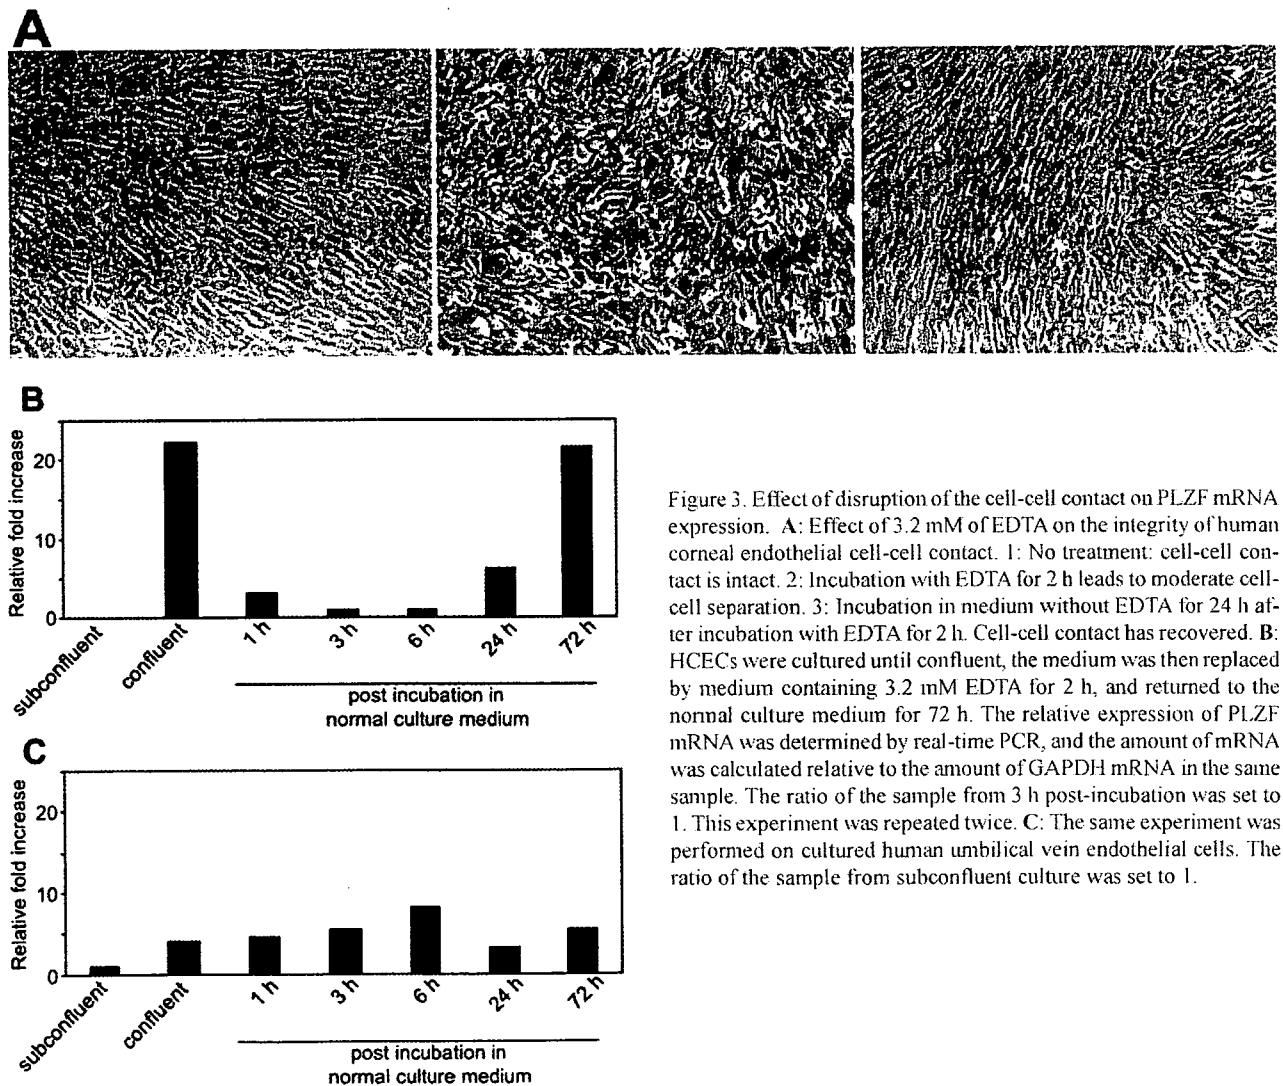 A
1
2
3
B
Relative fold increase
20
10
0
subconfluent
confluent
1 h
3 h
6 h
24 h
72 h
post incubation in
normal culture medium
C
Relative fold increase
20
10
0
subconfluent
confluent
1 h
3 h
6 h
24 h
72 h
post incubation in
normal culture medium
Figure 3. Effect of disruption of the cell-cell contact on PLZF mRNA
expression. A: Effect of 3.2 mM of EDTA on the integrity of human
corneal endothelial cell-cell contact. 1: No treatment: cell-cell con-
tact is intact. 2: Incubation with EDTA for 2 h leads to moderate cell-
cell separation. 3: Incubation in medium without EDTA for 24 h af-
ter incubation with EDTA for 2 h. Cell-cell contact has recovered. B:
HCECs were cultured until confluent, the medium was then replaced
by medium containing 3.2 mM EDTA for 2 h, and returned to the
normal culture medium for 72 h. The relative expression of PLZF
mRNA was determined by real-time PCR, and the amount of mRNA
was calculated relative to the amount of GAPDH mRNA in the same
sample. The ratio of the sample from 3 h post-incubation was set to
1. This experiment was repeated twice. C: The same experiment was
performed on cultured human umbilical vein endothelial cells. The
ratio of the sample from subconfluent culture was set to 1.